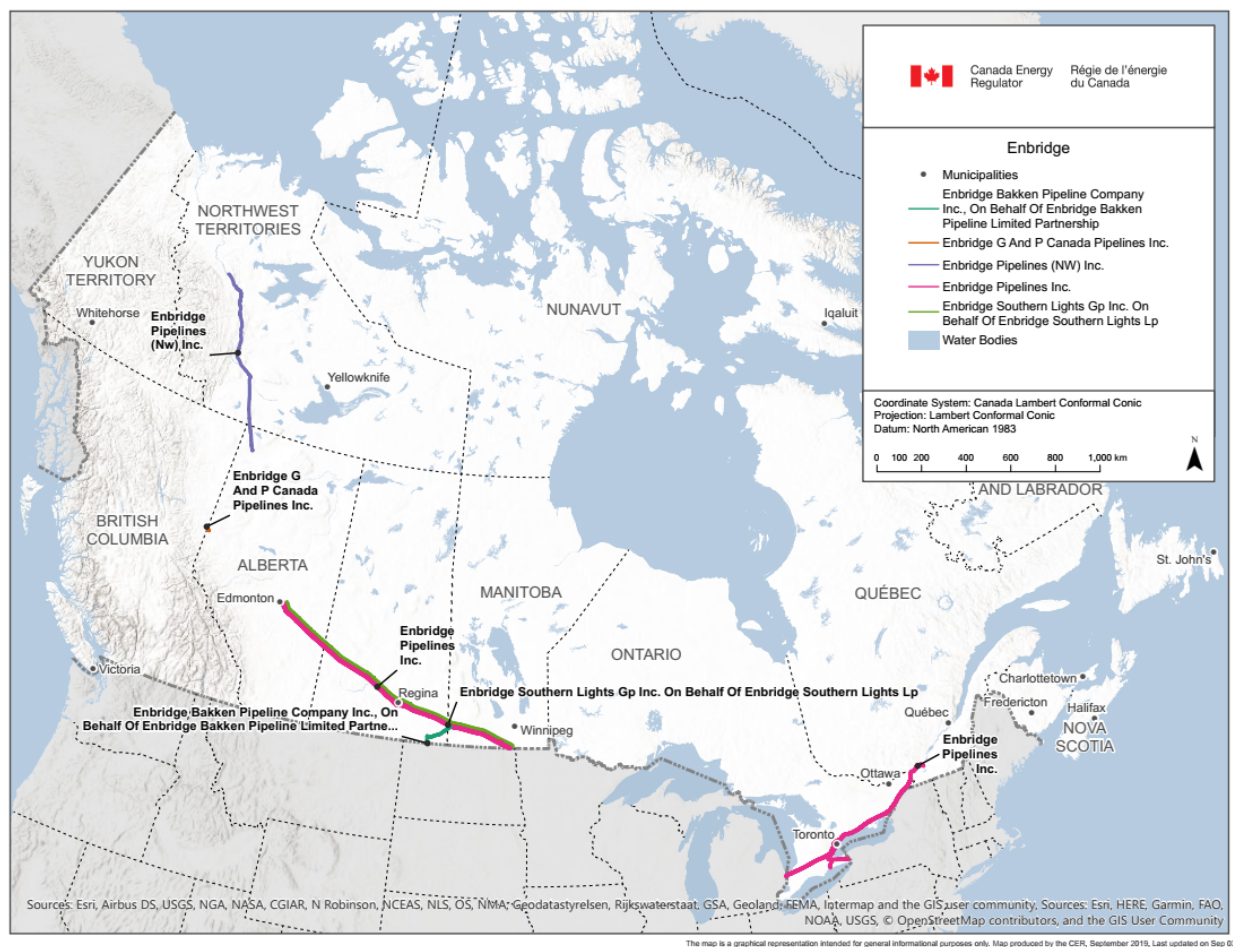 Canada Energy
Regulator
Régie de l'énergie
du Canada
Enbridge
Municipalities
Enbridge Bakken Pipeline Company
Inc., On Behalf Of Enbridge Bakken
Pipeline Limited Partnership
Enbridge G And P Canada Pipelines Inc.
Enbridge Pipelines (NW) Inc.
Enbridge Pipelines Inc.
Enbridge Southern Lights Gp Inc. On
Behalf Of Enbridge Southern Lights Lp
Water Bodies
Coordinate System: Canada Lambert Conformal Conic
Projection: Lambert Conformal Conic
Datum: North American 1983
N
0 100 200 400 600 800 1,000 km
NORTHWEST
TERRITORIES
YUKON
TERRITORY
Whitehorse
Enbridge
Pipelines
(Nw) Inc.
NUNAVUT
Iqaluit
Yellowknife
Enbridge G
And P Canada
Pipelines Inc.
BRITISH
COLUMBIA
AND LABRADOR
St. John's
ALBERTA
Edmonton
MANITOBA
QUÉBEC
Enbridge
Pipelines
Inc.
ONTARIO
Victoria
Regina
Charlottetown
Enbridge Southern Lights Gp Inc. On Behalf Of Enbridge Southern Lights Lp
Fredericton
Halifax
Enbridge Bakken Pipeline Company Inc., On
Behalf Of Enbridge Bakken Pipeline Limited Partne...
Winnipeg
Québec
NOVA
SCOTIA
Enbridge
Pipelines
Inc.
Ottawa
Toronto
Sources: Esri, Airbus DS, USGS, NGA, NASA, CGIAR, N Robinson, NCEAS, NLS, OS, NMA, Geodatastyrelsen, Rijkswaterstaat, GSA, Geoland, FEMA, Intermap and the GIS user community, Sources: Esri, HERE, Garmin, FAO,
NOAA, USGS, © OpenStreetMap contributors, and the GIS User Community
The map is a graphical representation intended for general informational purposes only. Map produced by the CER, September 2019, Last updated on Sep